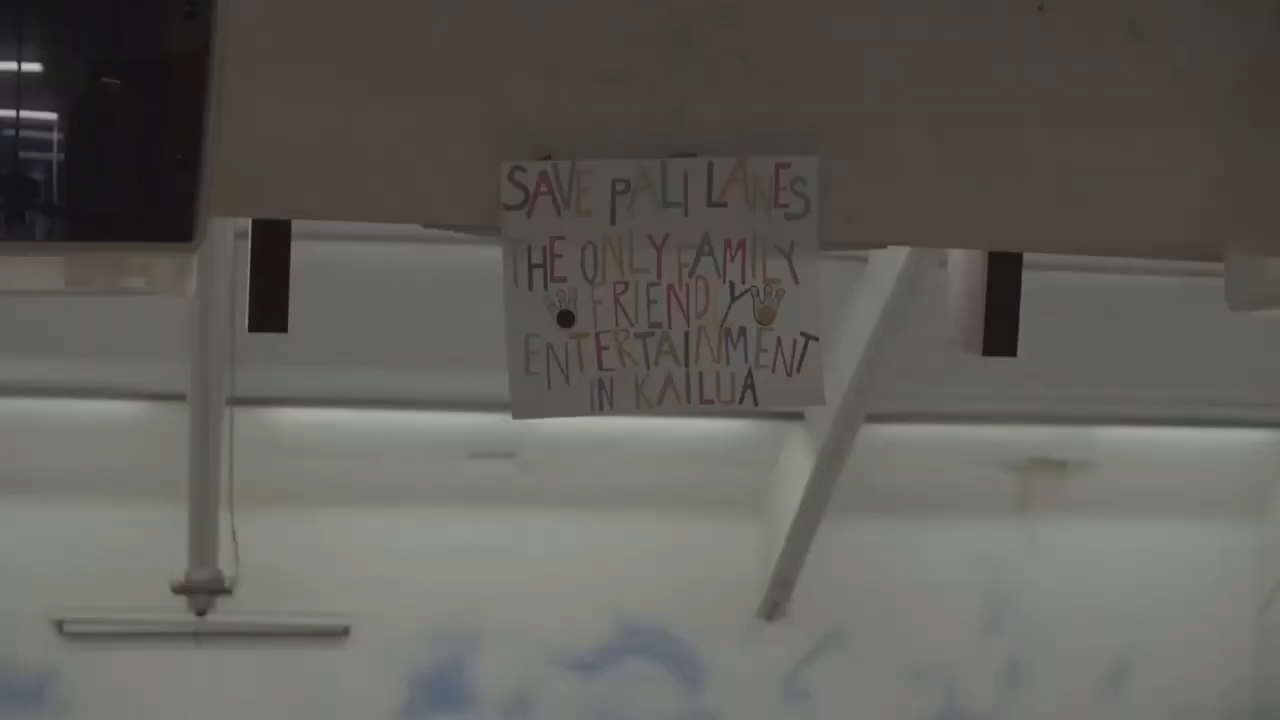 SAVE PALI LANES
THE ONLY FAMILY
FRIENDLY
ENTERTAINMENT
IN KAILUA